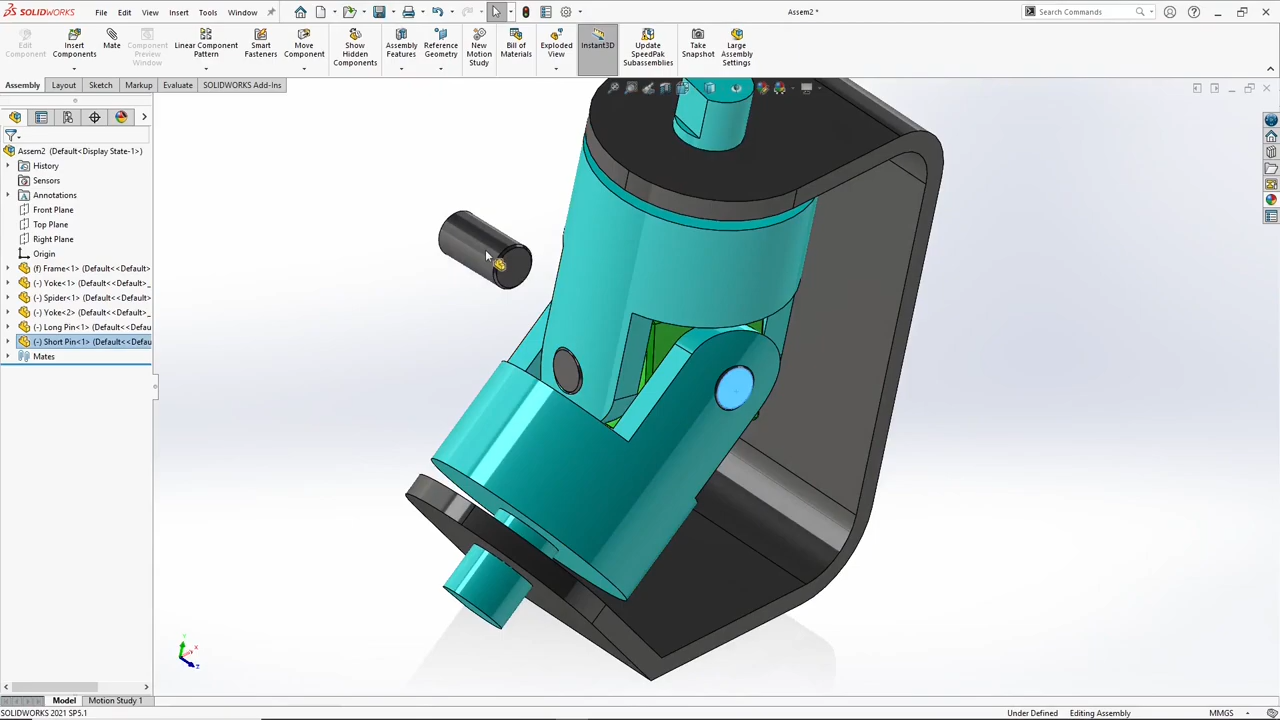 SOLIDWORKS
File Edit View Insert Tools Window
Assem2 *
Search Commands
Edit Component
Insert Components
Mate
Component Preview Window
Linear Component Pattern
Smart Fasteners
Move Component
Show Hidden Components
Assembly Features
Reference Geometry
New Motion Study
Bill of Materials
Exploded View
Instant3D
Update SpeedPak Subassemblies
Take Snapshot
Large Assembly Settings
Assembly Layout Sketch Markup Evaluate SOLIDWORKS Add-Ins
Assem2 (Default<Display State-1>)
History
Sensors
Annotations
Front Plane
Top Plane
Right Plane
Origin
(f) Frame<1> (Default<<Default>
(-) Yoke<1> (Default<<Default>_
(-) Spider<1> (Default<<Default>
(-) Yoke<2> (Default<<Default>_
(-) Long Pin<1> (Default<<Defau
(-) Short Pin<1> (Default<<Defau
Mates
Y
X
Z
Model Motion Study 1
SOLIDWORKS 2021 SP5.1
Under Defined Editing Assembly MMGS